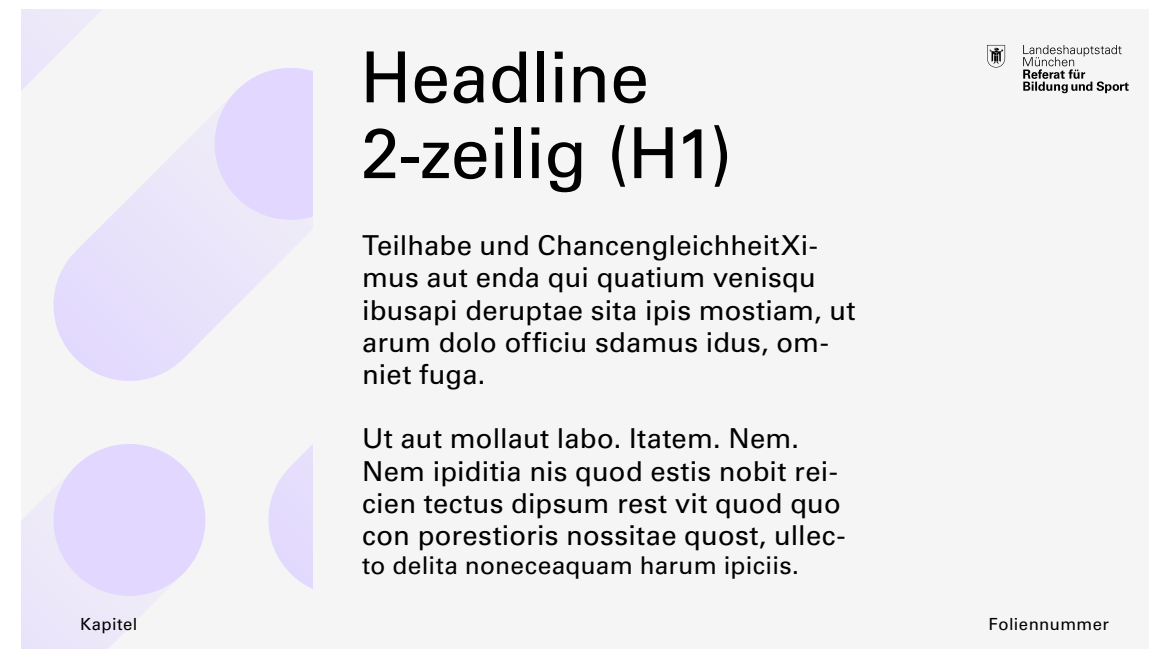 Headline
2-zeilig (H1)
Landeshauptstadt
München
Referat für
Bildung und Sport
Teilhabe und ChancengleichheitXi-
mus aut enda qui quatium venisqu
ibusapi deruptae sita ipis mostiam, ut
arum dolo officiu sdamus idus, om-
niet fuga.
Ut aut mollaut labo. Itatem. Nem.
Nem ipiditia nis quod estis nobit rei-
cien tectus dipsum rest vit quod quo
con porestioris nossitae quost, ullec-
to delita noneceaquam harum ipiciis.
Kapitel
Foliennummer